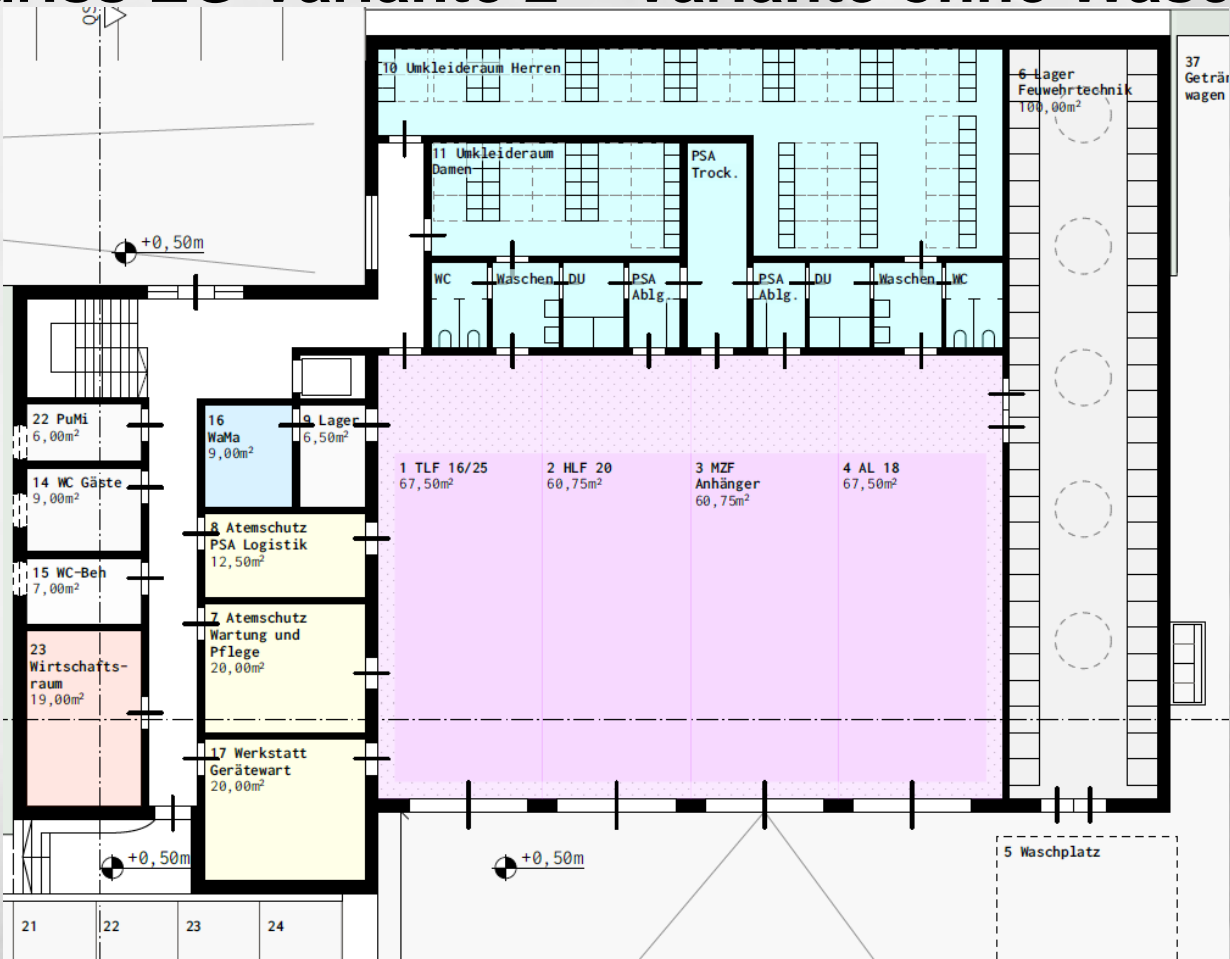 QS
10 Umkleideraum Herren
6 Lager
Feuwehrtechnik
100,00m²
37
11 Umkleideraum
Damen
PSA
Trock.
+0,50m
WC
Waschen
DU
PSA
Ablg.
PSA
Ablg.
DU
Waschen
WC
22 PuMi
6,00m²
16
WaMa
9,00m²
9 Lager
6,50m²
14 WC Gäste
9,00m²
1 TLF 16/25
67,50m²
2 HLF 20
60,75m²
3 MZF
Anhänger
60,75m²
4 AL 18
67,50m²
8 Atemschutz
PSA Logistik
12,50m²
15 WC-Beh
7,00m²
7 Atemschutz
Wartung und
Pflege
20,00m²
23
Wirtschafts-
raum
19,00m²
17 Werkstatt
Gerätewart
20,00m²
+0,50m
+0,50m
5 Waschplatz
21
22
23
24
wagen